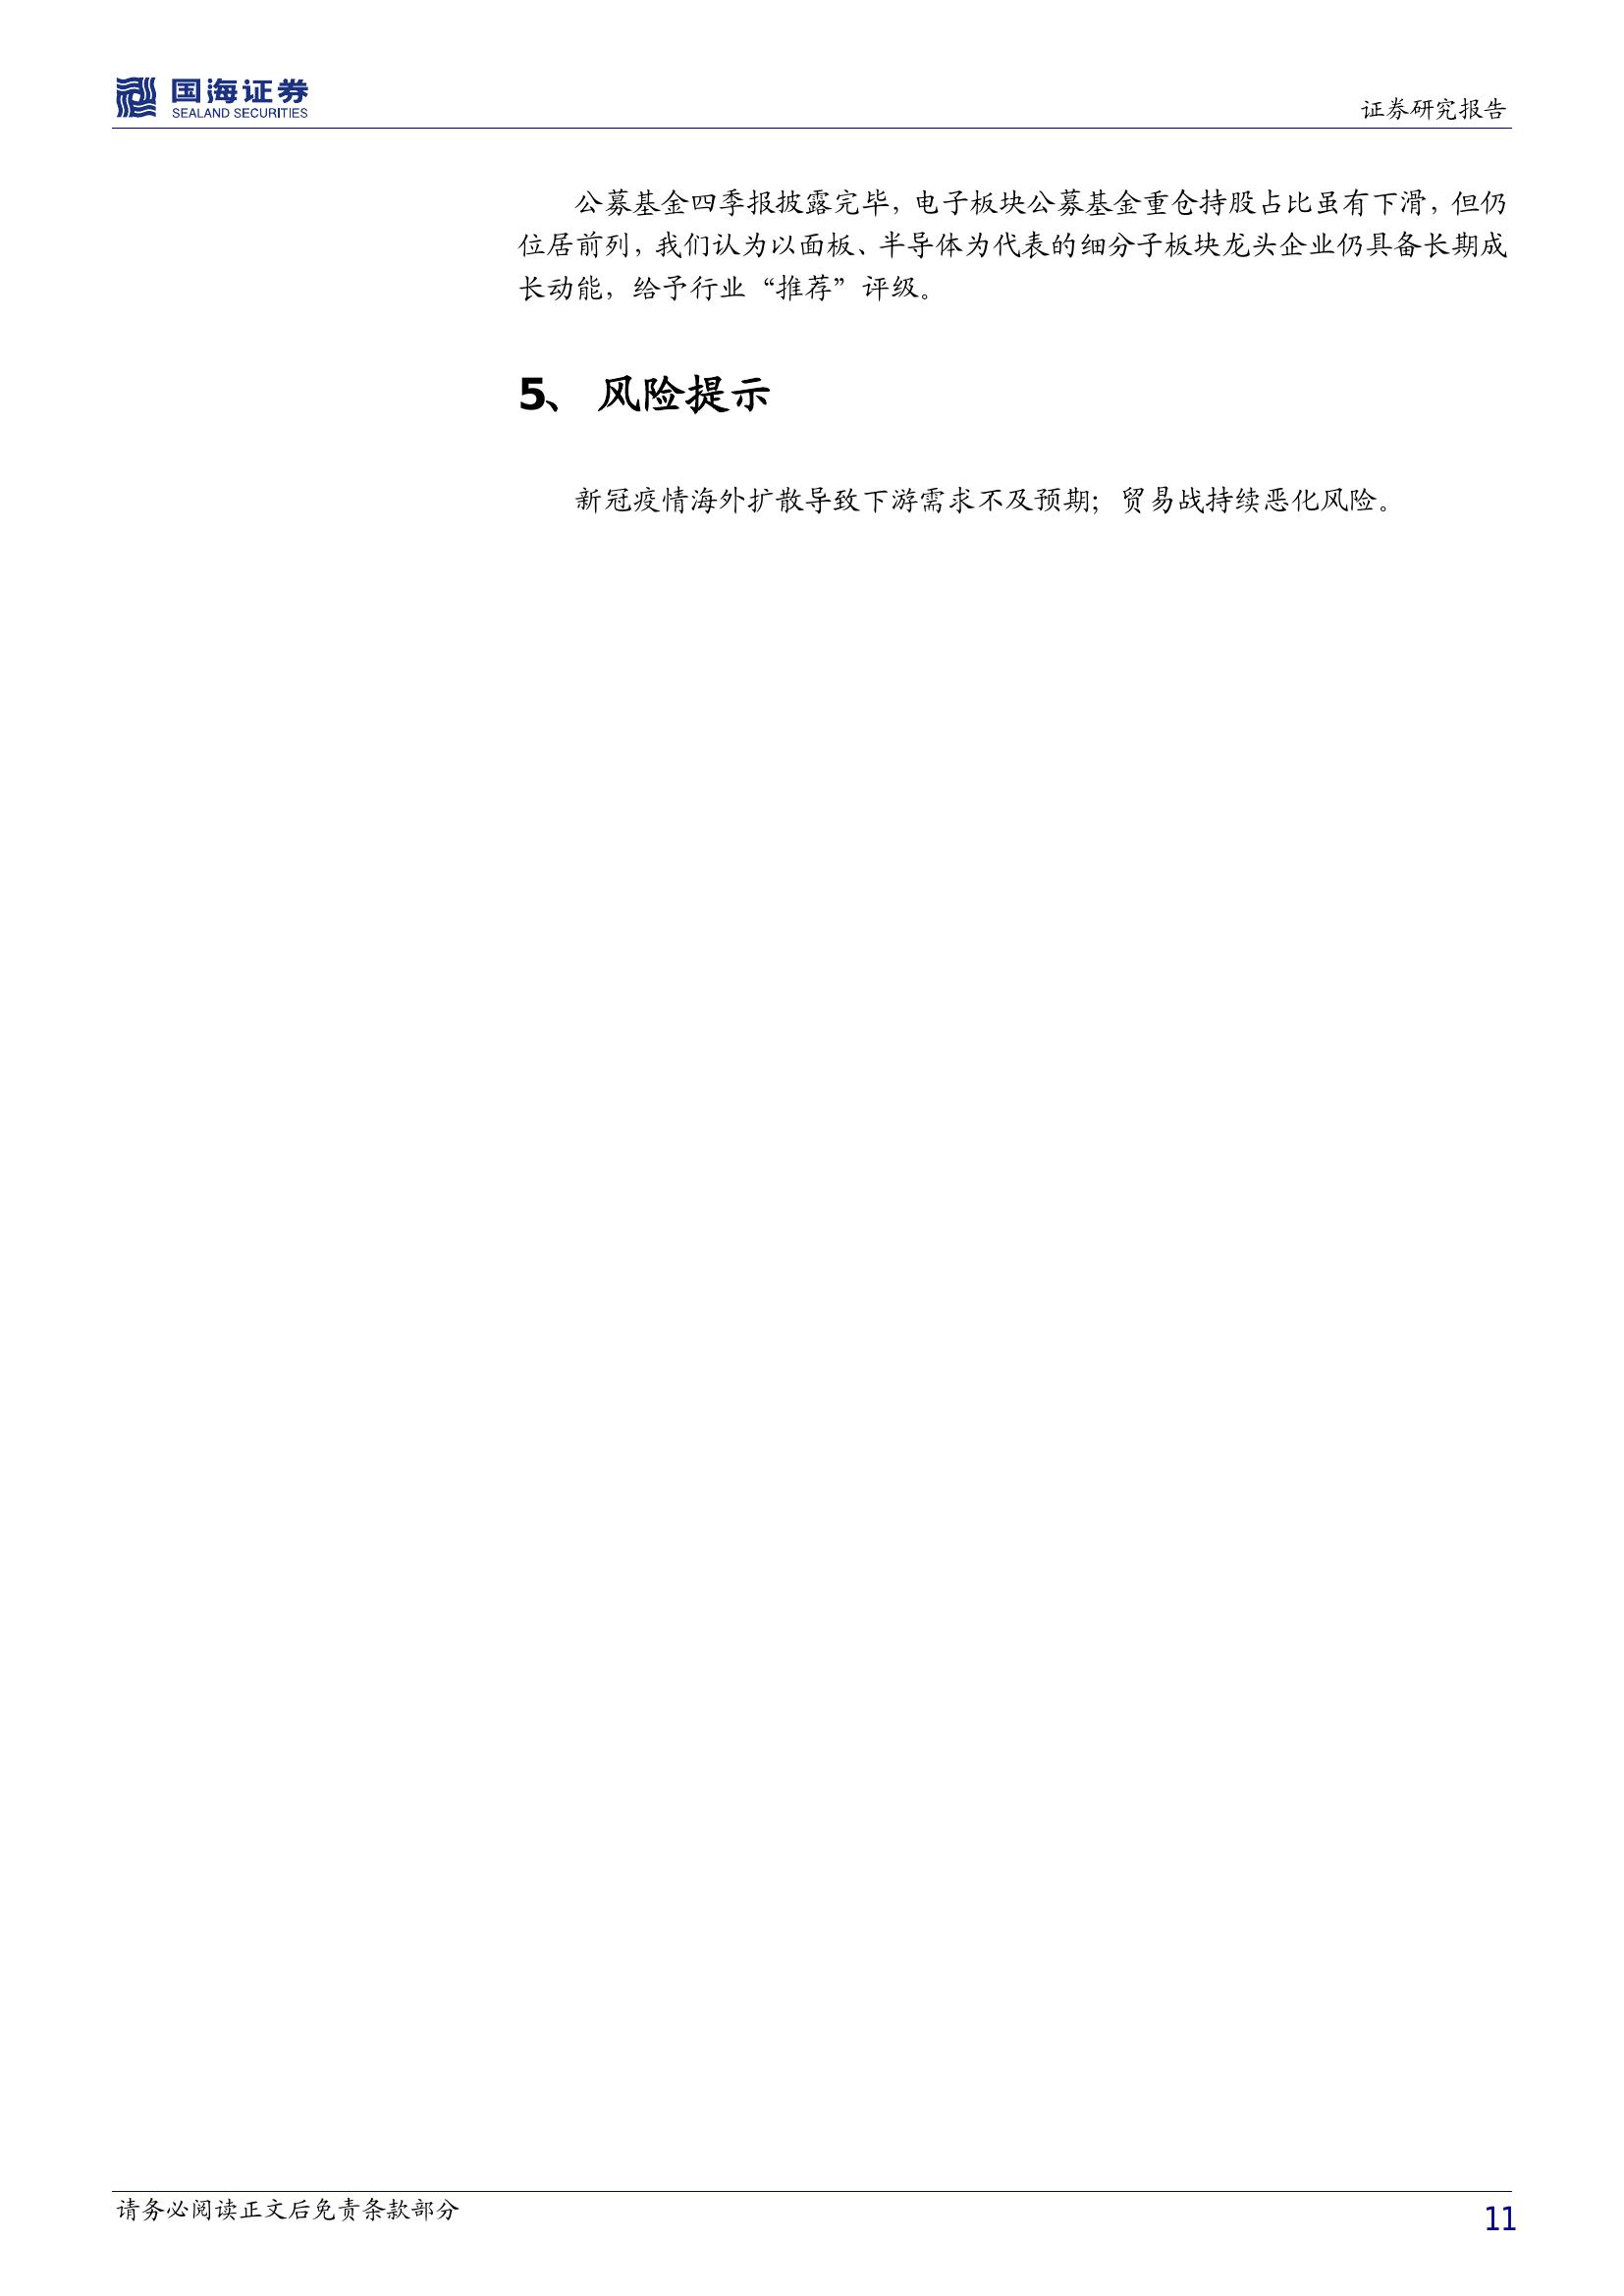 国海证券
SEALAND SECURITIES
证券研究报告
公募基金四季报披露完毕，电子板块公募基金重仓持股占比虽有下滑，但仍
位居前列，我们认为以面板、半导体为代表的细分子板块龙头企业仍具备长期成
长动能，给予行业“推荐”评级。
5、 风险提示
新冠疫情海外扩散导致下游需求不及预期；贸易战持续恶化风险。
请务必阅读正文后免责条款部分
11